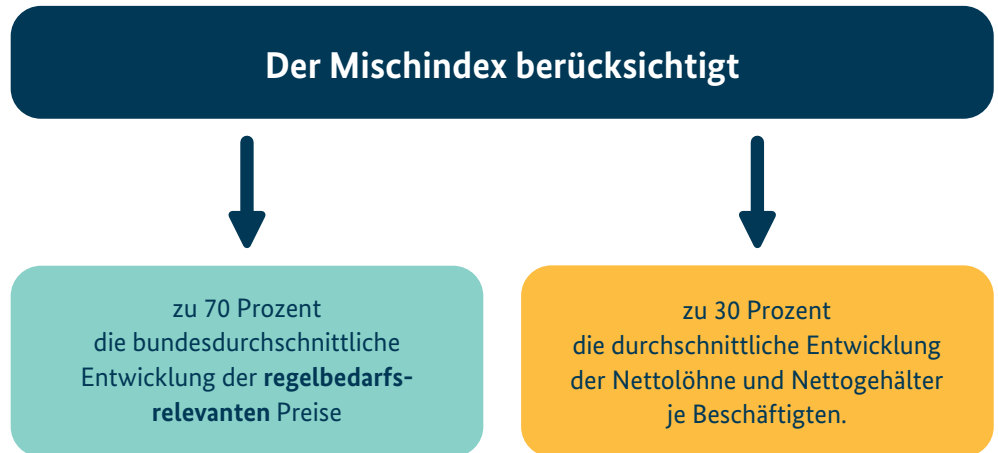 Der Mischindex berücksichtigt
zu 70 Prozent
die bundesdurchschnittliche
Entwicklung der regelbedarfs-
relevanten Preise
zu 30 Prozent
die durchschnittliche Entwicklung
der Nettolöhne und Nettogehälter
je Beschäftigten.